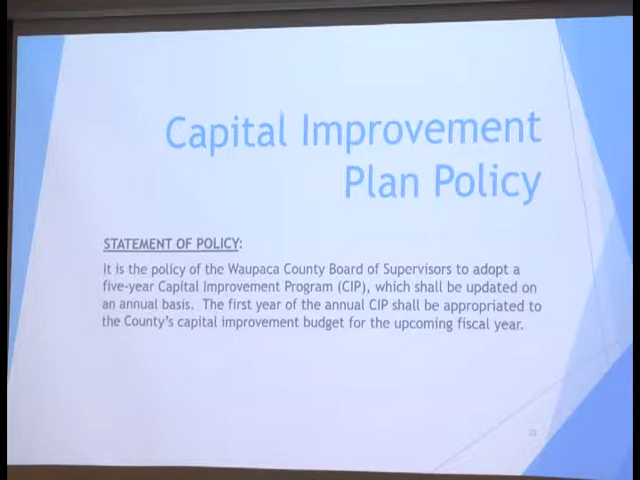 Capital Improvement
Plan Policy
STATEMENT OF POLICY:
It is the policy of the Waupaca County Board of Supervisors to adopt a
five-year Capital Improvement Program (CIP), which shall be updated on
an annual basis.  The first year of the annual CIP shall be appropriated to
the County's capital improvement budget for the upcoming fiscal year.